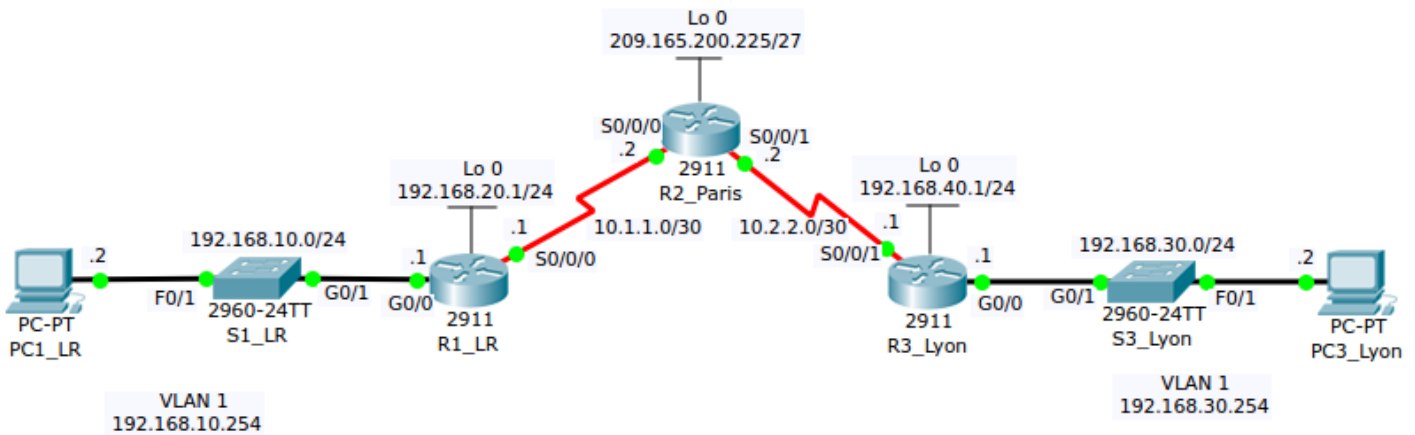 Lo 0
209.165.200.225/27
S0/0/0
S0/0/1
.2
.2
2911
R2_Paris
Lo 0
192.168.20.1/24
Lo 0
192.168.40.1/24
.1
10.1.1.0/30
10.2.2.0/30
.1
S0/0/0
S0/0/1
.2
192.168.10.0/24
.1
.1
192.168.30.0/24
.2
F0/1
G0/1
G0/0
G0/0
G0/1
F0/1
PC-PT
PC1_LR
2960-24TT
S1_LR
2911
R1_LR
2911
R3_Lyon
2960-24TT
S3_Lyon
PC-PT
PC3_Lyon
VLAN 1
192.168.10.254
VLAN 1
192.168.30.254